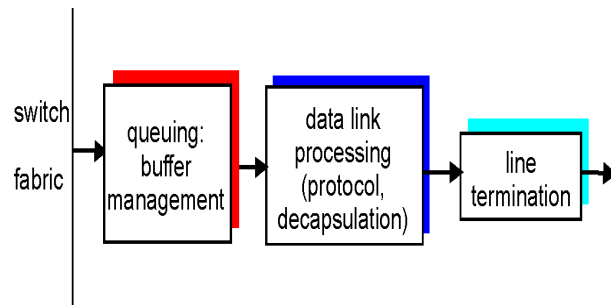 switch
fabric
queuing:
buffer
management
data link
processing
(protocol,
decapsulation)
line
termination